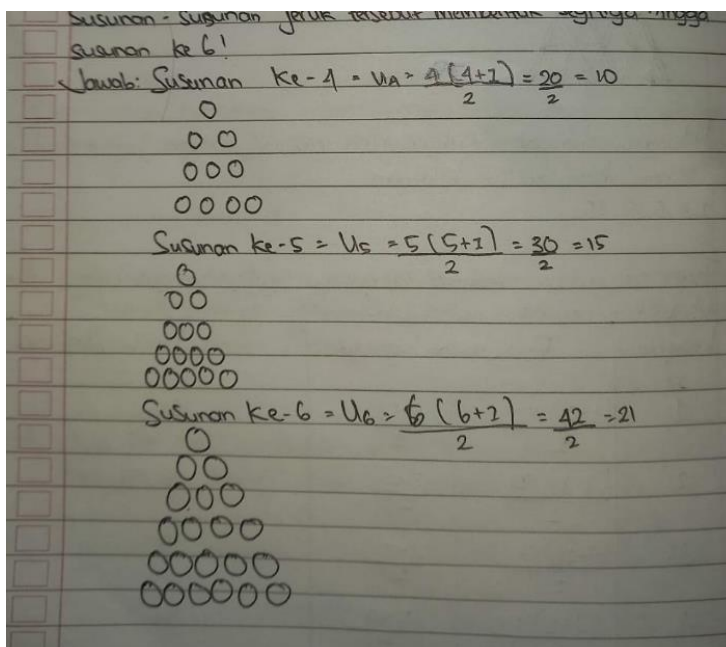 Susunan - susunan jeruk tersebut membentuk segitiga hingga
susunan ke 6!
Jawab: Susunan ke-4 = U4 = 4(4+1)/2 = 20/2 = 10
Susunan ke-5 = U5 = 5(5+1)/2 = 30/2 = 15
Susunan ke-6 = U6 = 6(6+1)/2 = 42/2 = 21